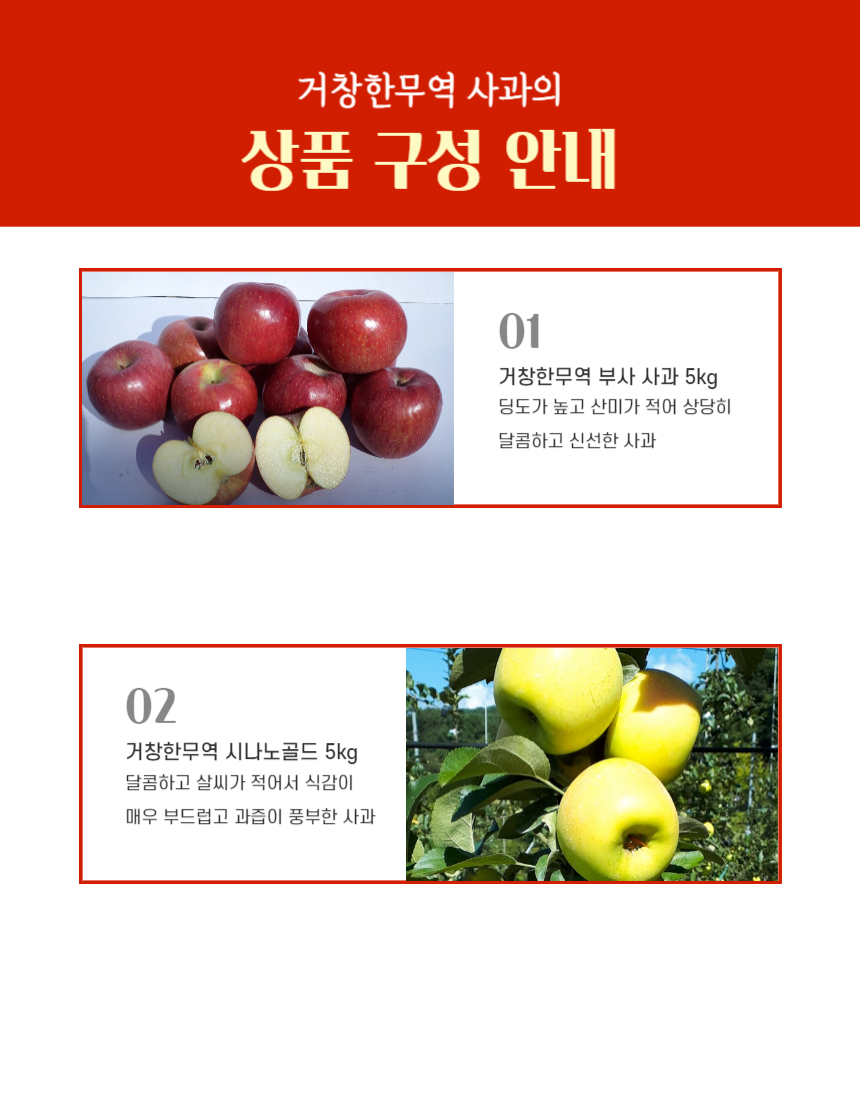 거창한무역 사과의
상품 구성 안내
01
거창한무역 부사 사과 5kg
당도가 높고 산미가 적어 상당히
달콤하고 신선한 사과
02
거창한무역 시나노골드 5kg
달콤하고 살씨가 적어서 식감이
매우 부드럽고 과즙이 풍부한 사과